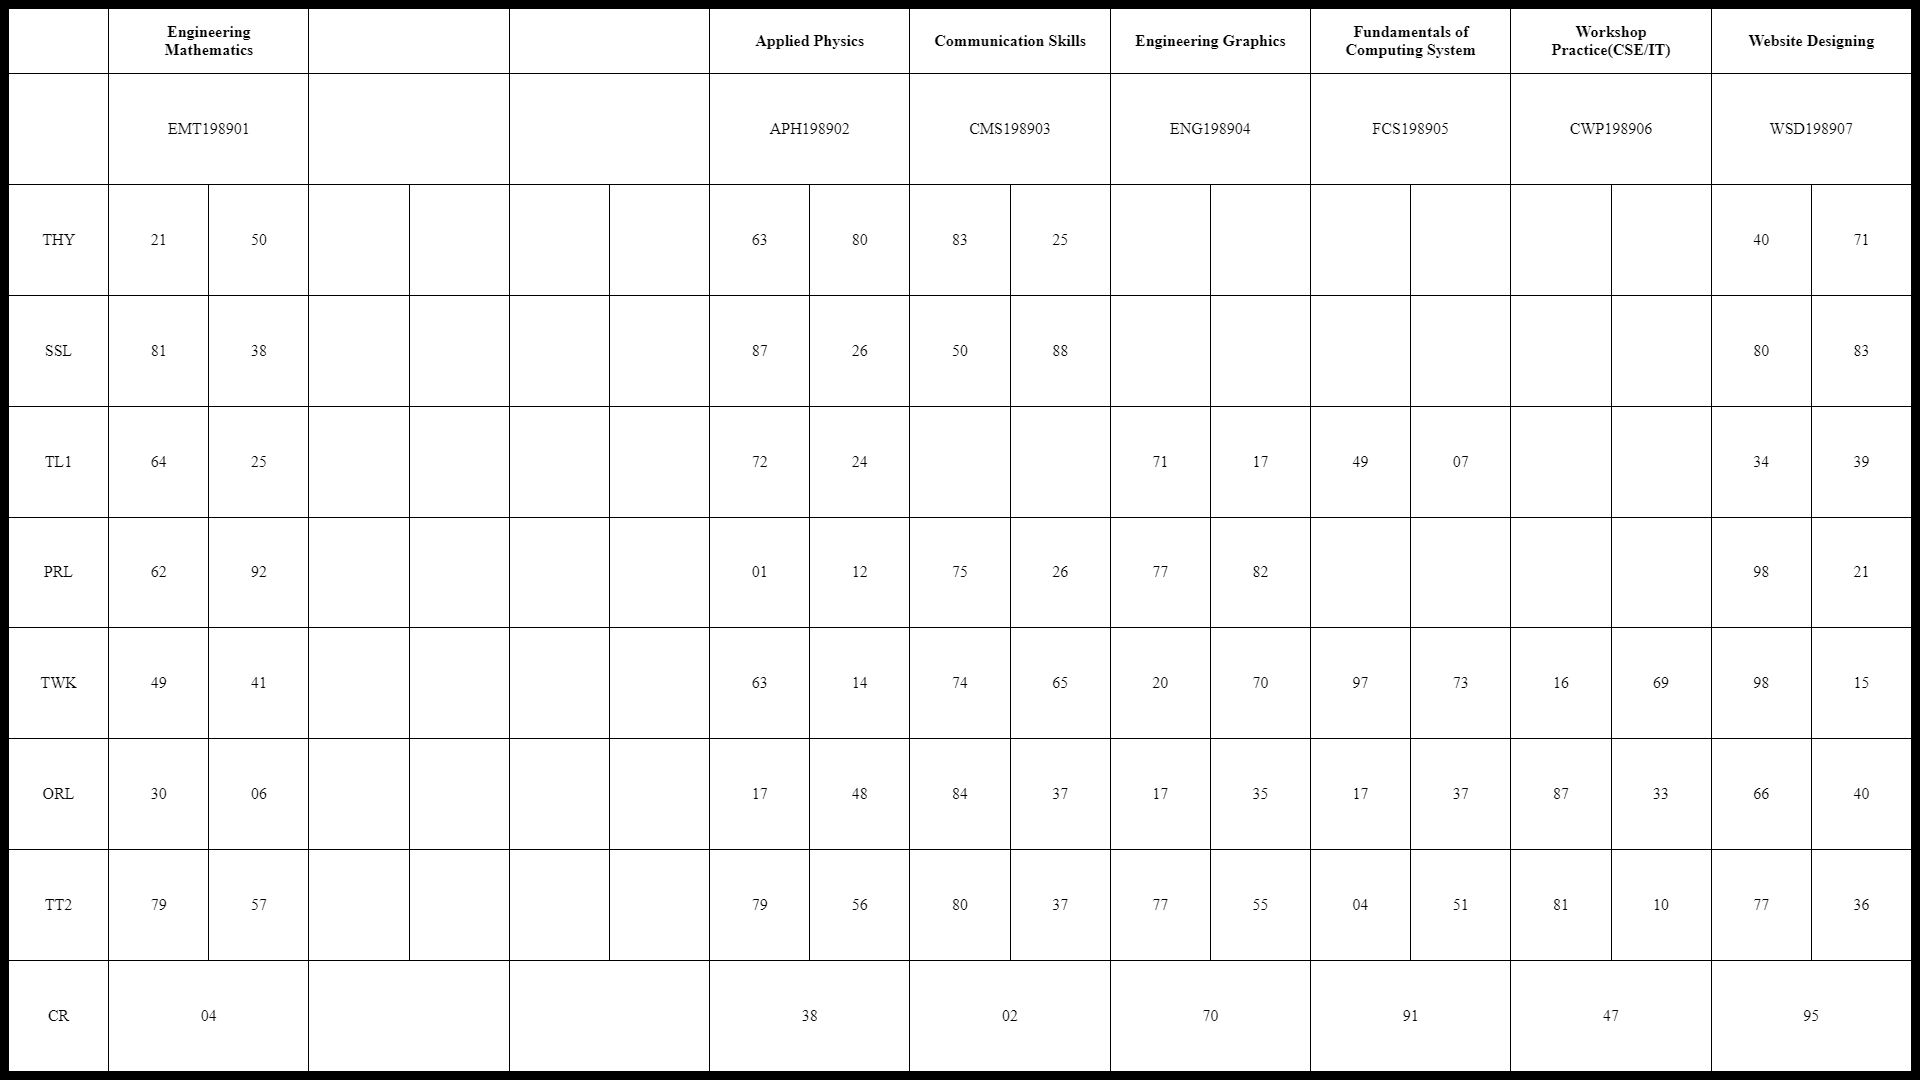 Engineering
Mathematics
Applied Physics
Communication Skills
Engineering Graphics
Fundamentals of
Computing System
Workshop
Practice(CSE/IT)
Website Designing
EMT198901 APH198902 CMS198903 ENG198904 FCS198905 CWP198906 WSD198907
THY 21 50 63 80 83 25 40 71
SSL 81 38 87 26 50 88 80 83
TL1 64 25 72 24 71 17 49 07 34 39
PRL 62 92 01 12 75 26 77 82 98 21
TWK 49 41 63 14 74 65 20 70 97 73 16 69 98 15
ORL 30 06 17 48 84 37 17 35 17 37 87 33 66 40
TT2 79 57 79 56 80 37 77 55 04 51 81 10 77 36
CR 04 38 02 70 91 47 95